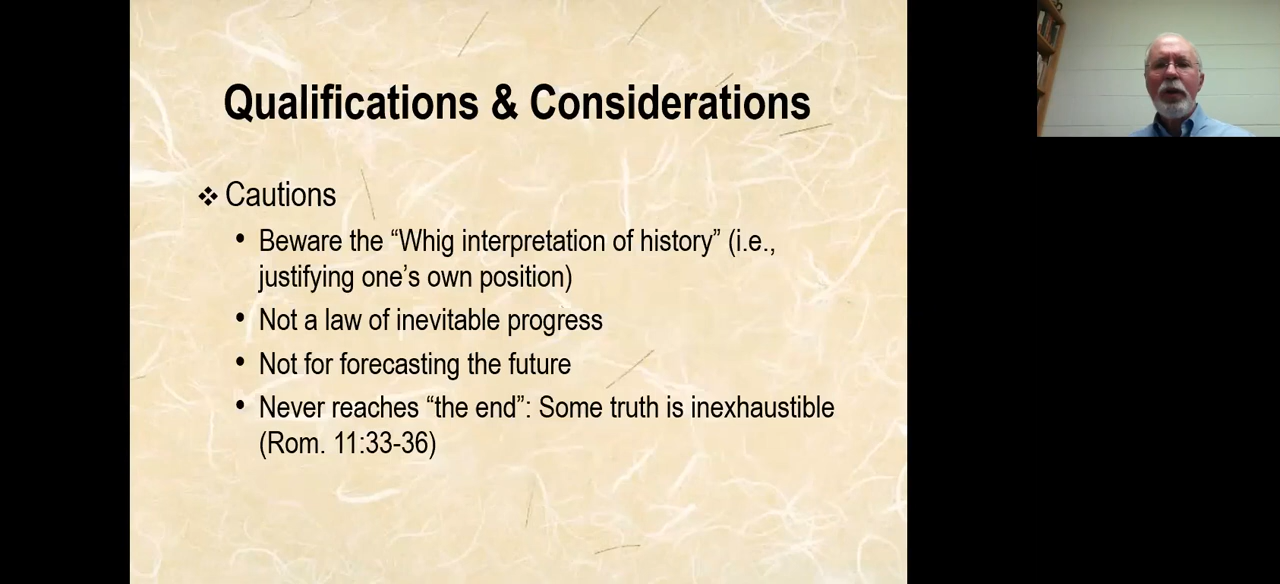 Qualifications & Considerations
❖ Cautions
• Beware the “Whig interpretation of history” (i.e.,
justifying one’s own position)
• Not a law of inevitable progress
• Not for forecasting the future
• Never reaches “the end”: Some truth is inexhaustible
(Rom. 11:33-36)